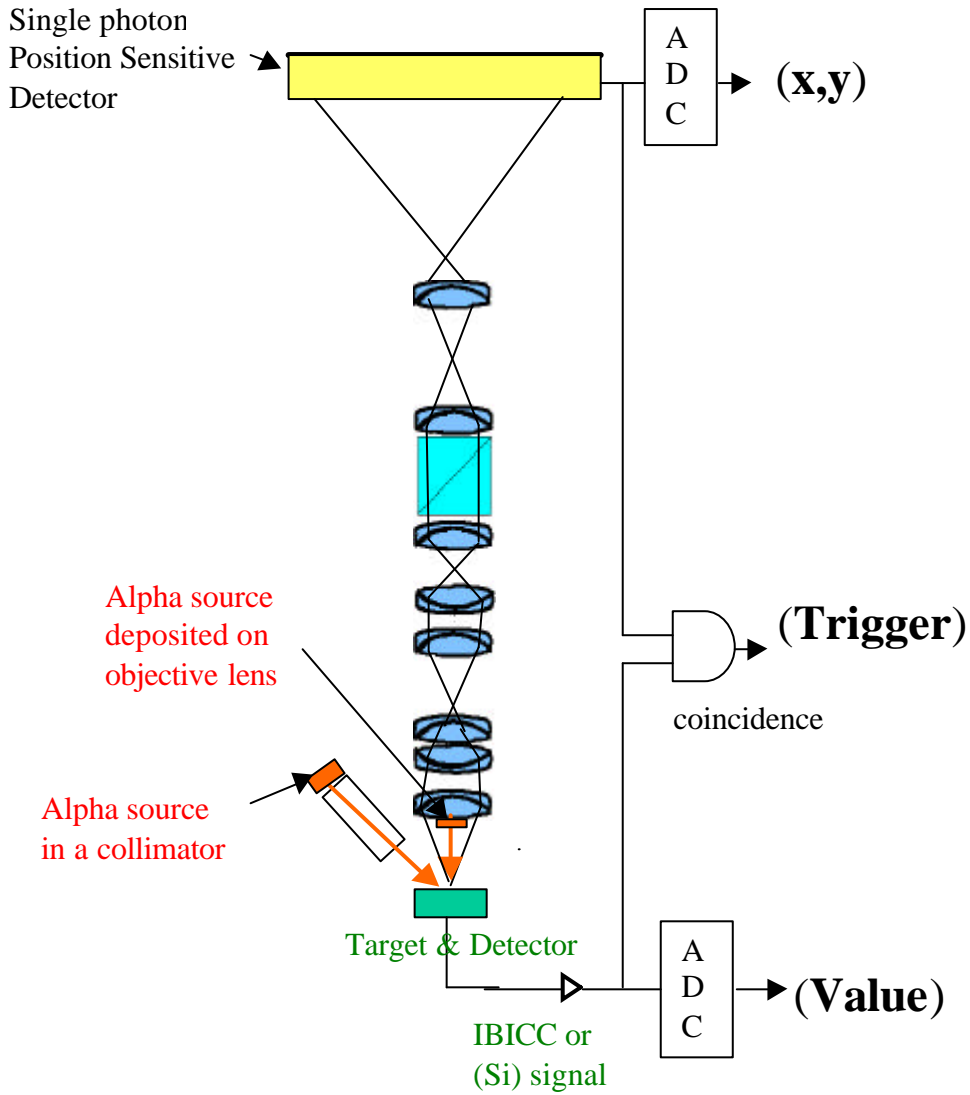 Single photon
Position Sensitive
Detector
A
D
C
(x,y)
Alpha source
deposited on
objective lens
(Trigger)
coincidence
Alpha source
in a collimator
Target & Detector
A
D
C
(Value)
IBICC or
(Si) signal